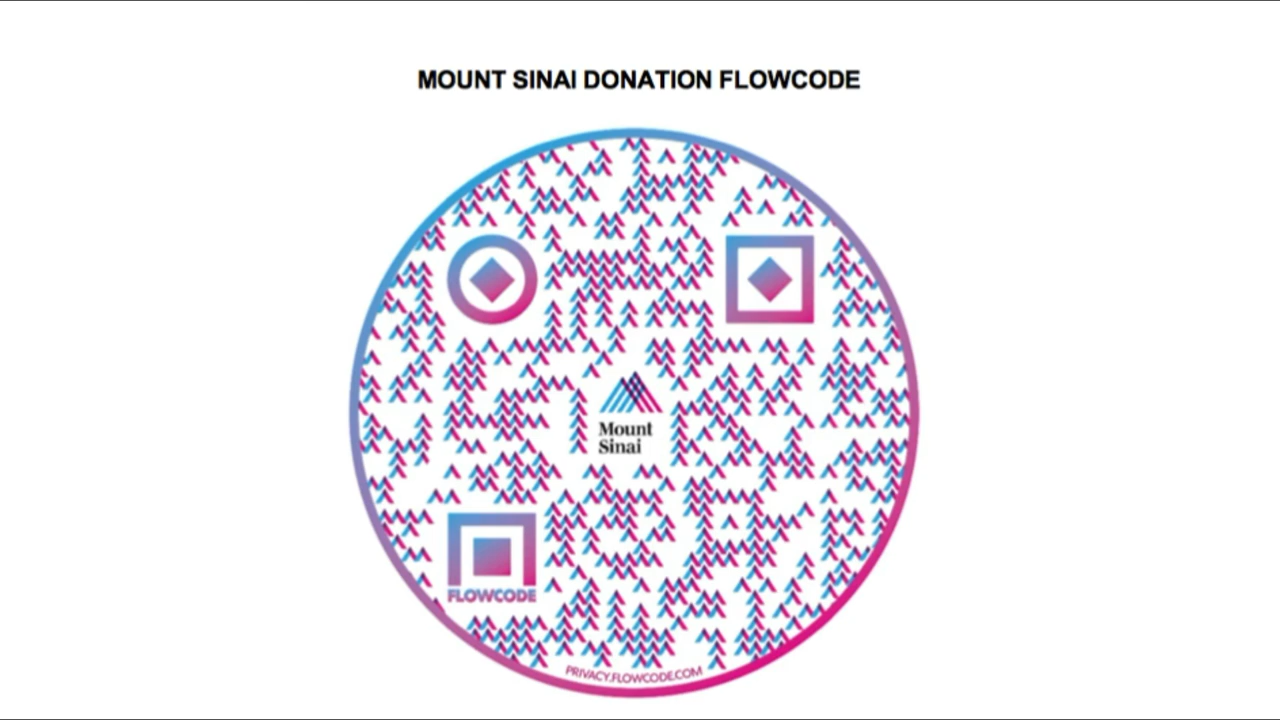 MOUNT SINAI DONATION FLOWCODE
Mount
Sinai
FLOWCODE
PRIVACY.FLOWCODE.COM